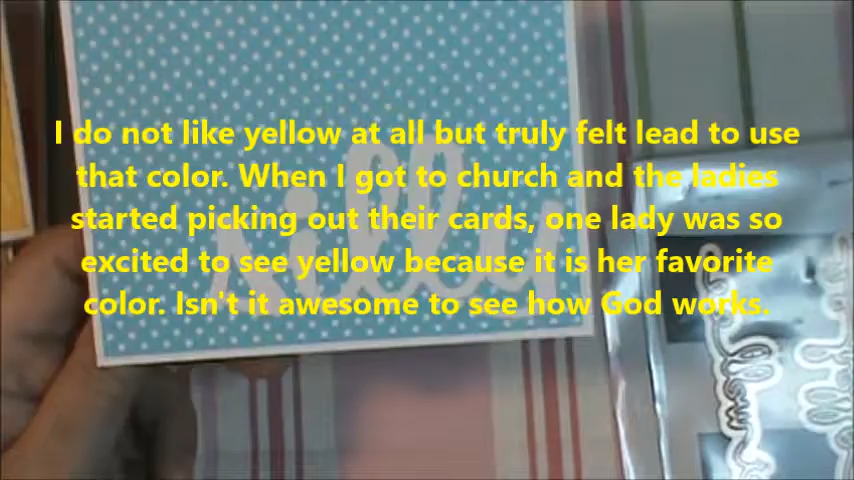 I do not like yellow at all but truly felt lead to use
that color. When I got to church and the ladies
started picking out their cards, one lady was so
excited to see yellow because it is her favorite
color. Isn't it awesome to see how God works.
silly